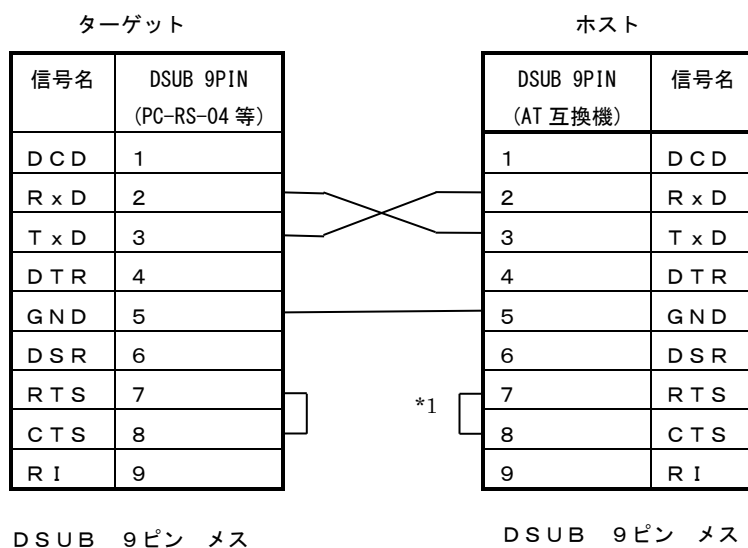 ターゲット ホスト
信号名 DSUB 9PIN DSUB 9PIN 信号名
(PC-RS-04 等) (AT 互換機)
ＤＣＤ 1 1 ＤＣＤ
ＲｘＤ 2 2 ＲｘＤ
ＴｘＤ 3 3 ＴｘＤ
ＤＴＲ 4 4 ＤＴＲ
ＧＮＤ 5 5 ＧＮＤ
ＤＳＲ 6 6 ＤＳＲ
ＲＴＳ 7 *1 7 ＲＴＳ
ＣＴＳ 8 8 ＣＴＳ
ＲＩ 9 9 ＲＩ
ＤＳＵＢ ９ピン メス ＤＳＵＢ ９ピン メス